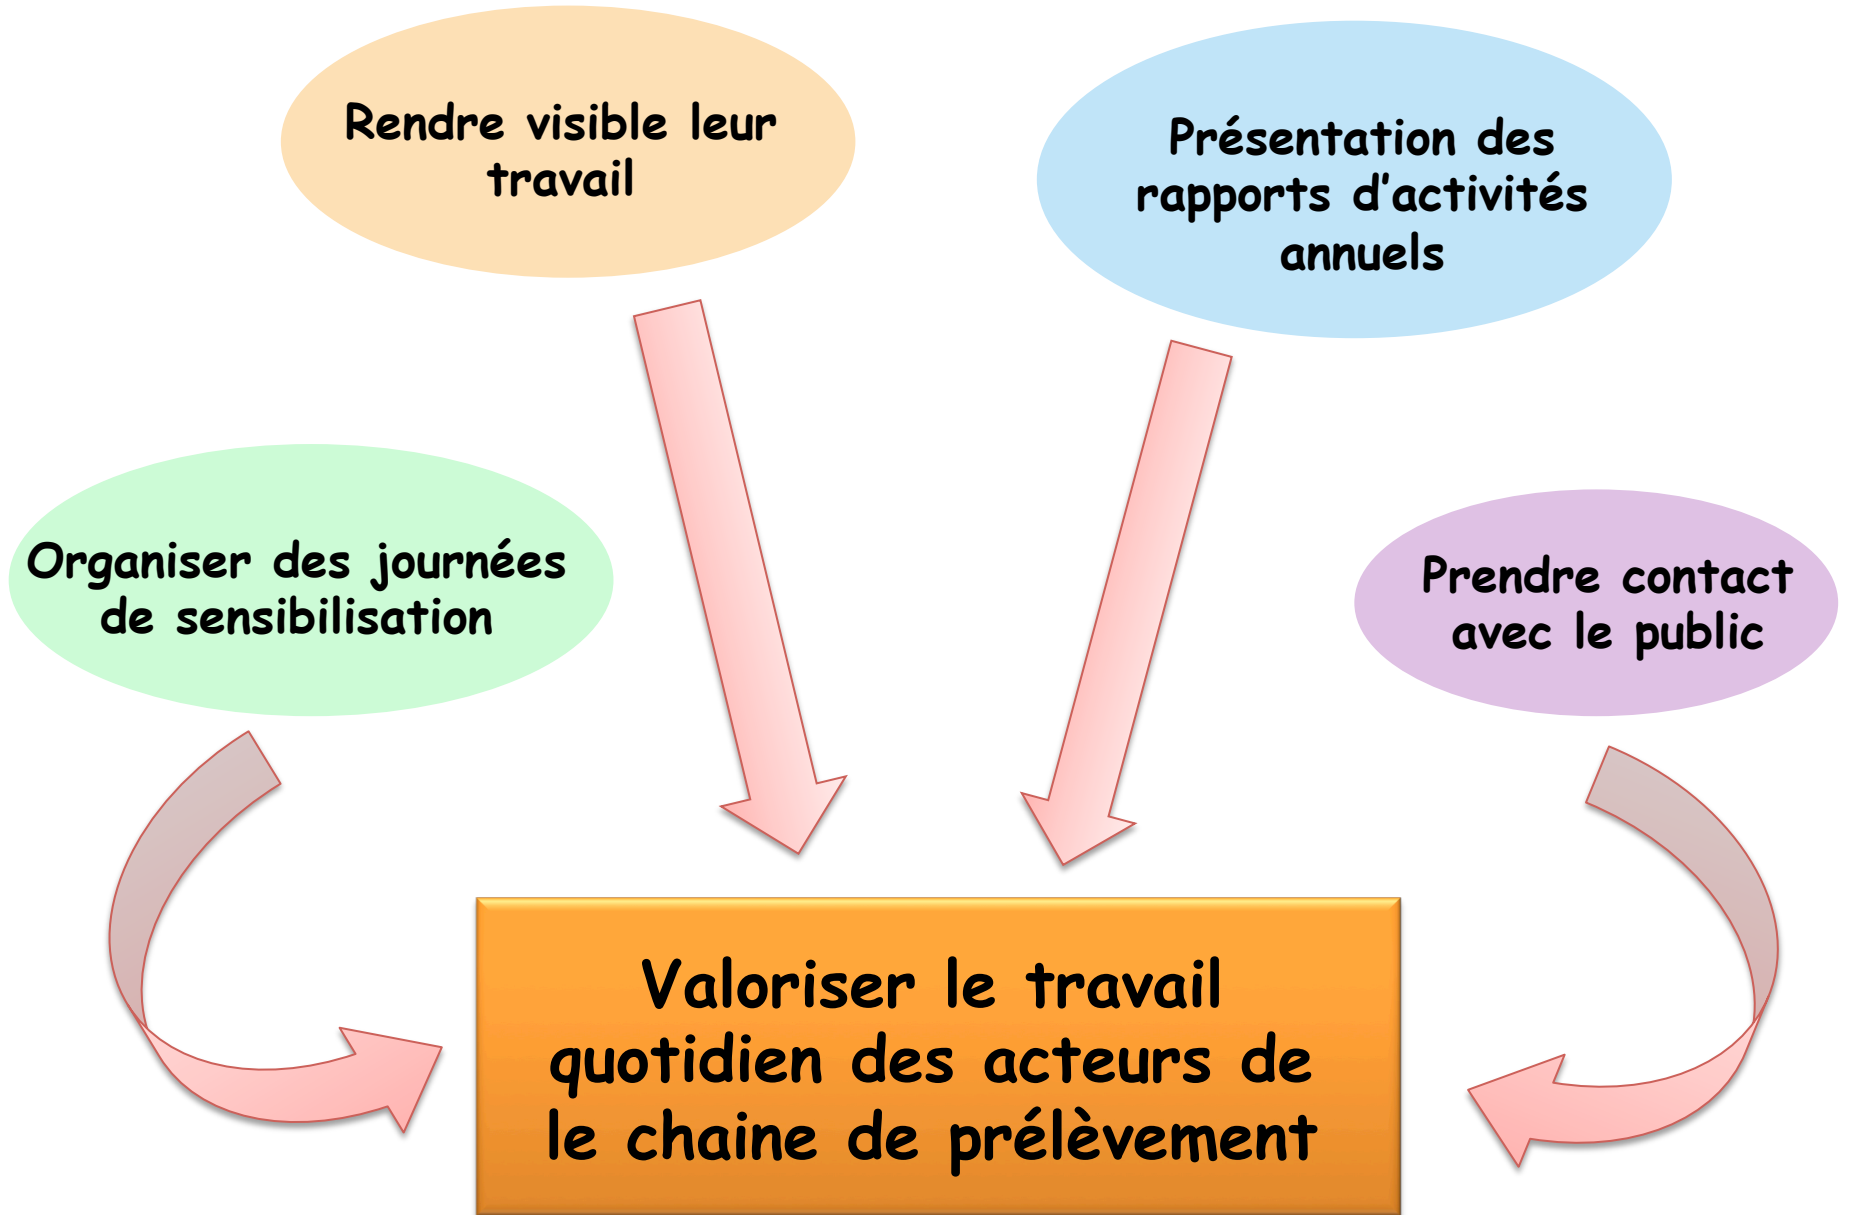 Rendre visible leur
travail
Présentation des
rapports d’activités
annuels
Organiser des journées
de sensibilisation
Prendre contact
avec le public
Valoriser le travail
quotidien des acteurs de
le chaine de prélèvement